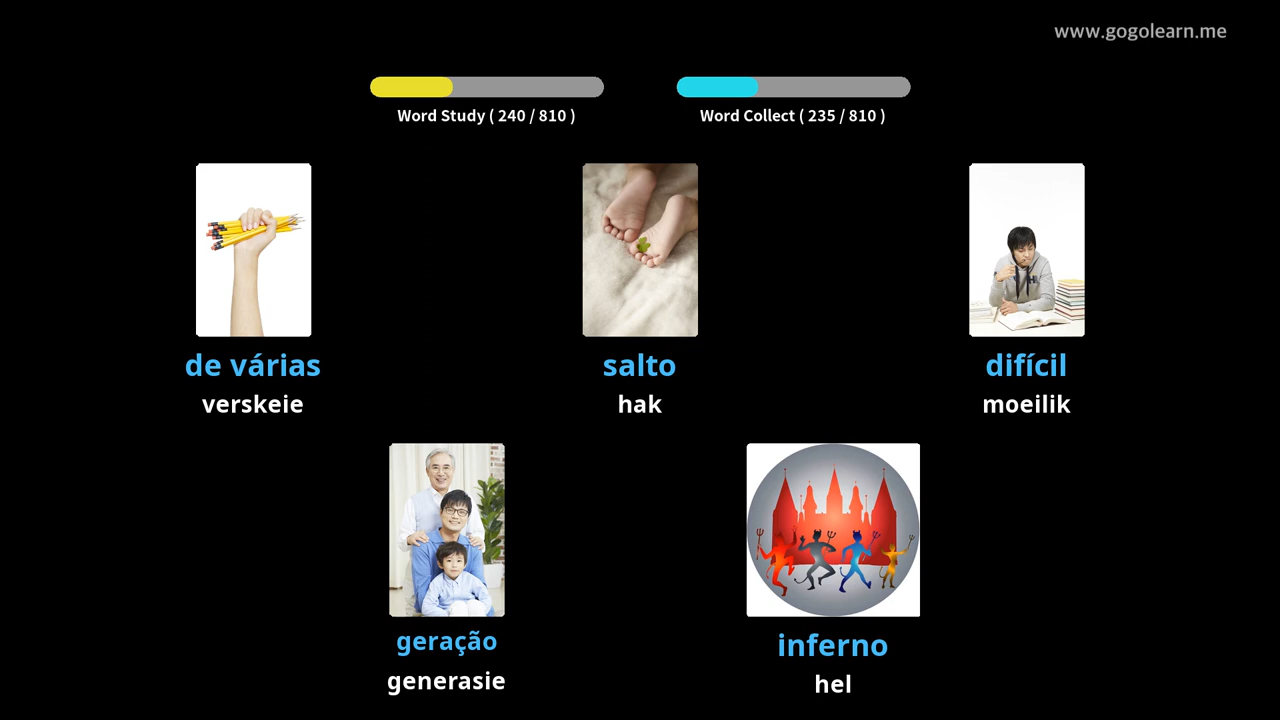 www.gogolearn.me
Word Study ( 240 / 810 )
Word Collect ( 235 / 810 )
de várias
verskeie
salto
hak
difícil
moeilik
geração
generasie
inferno
hel